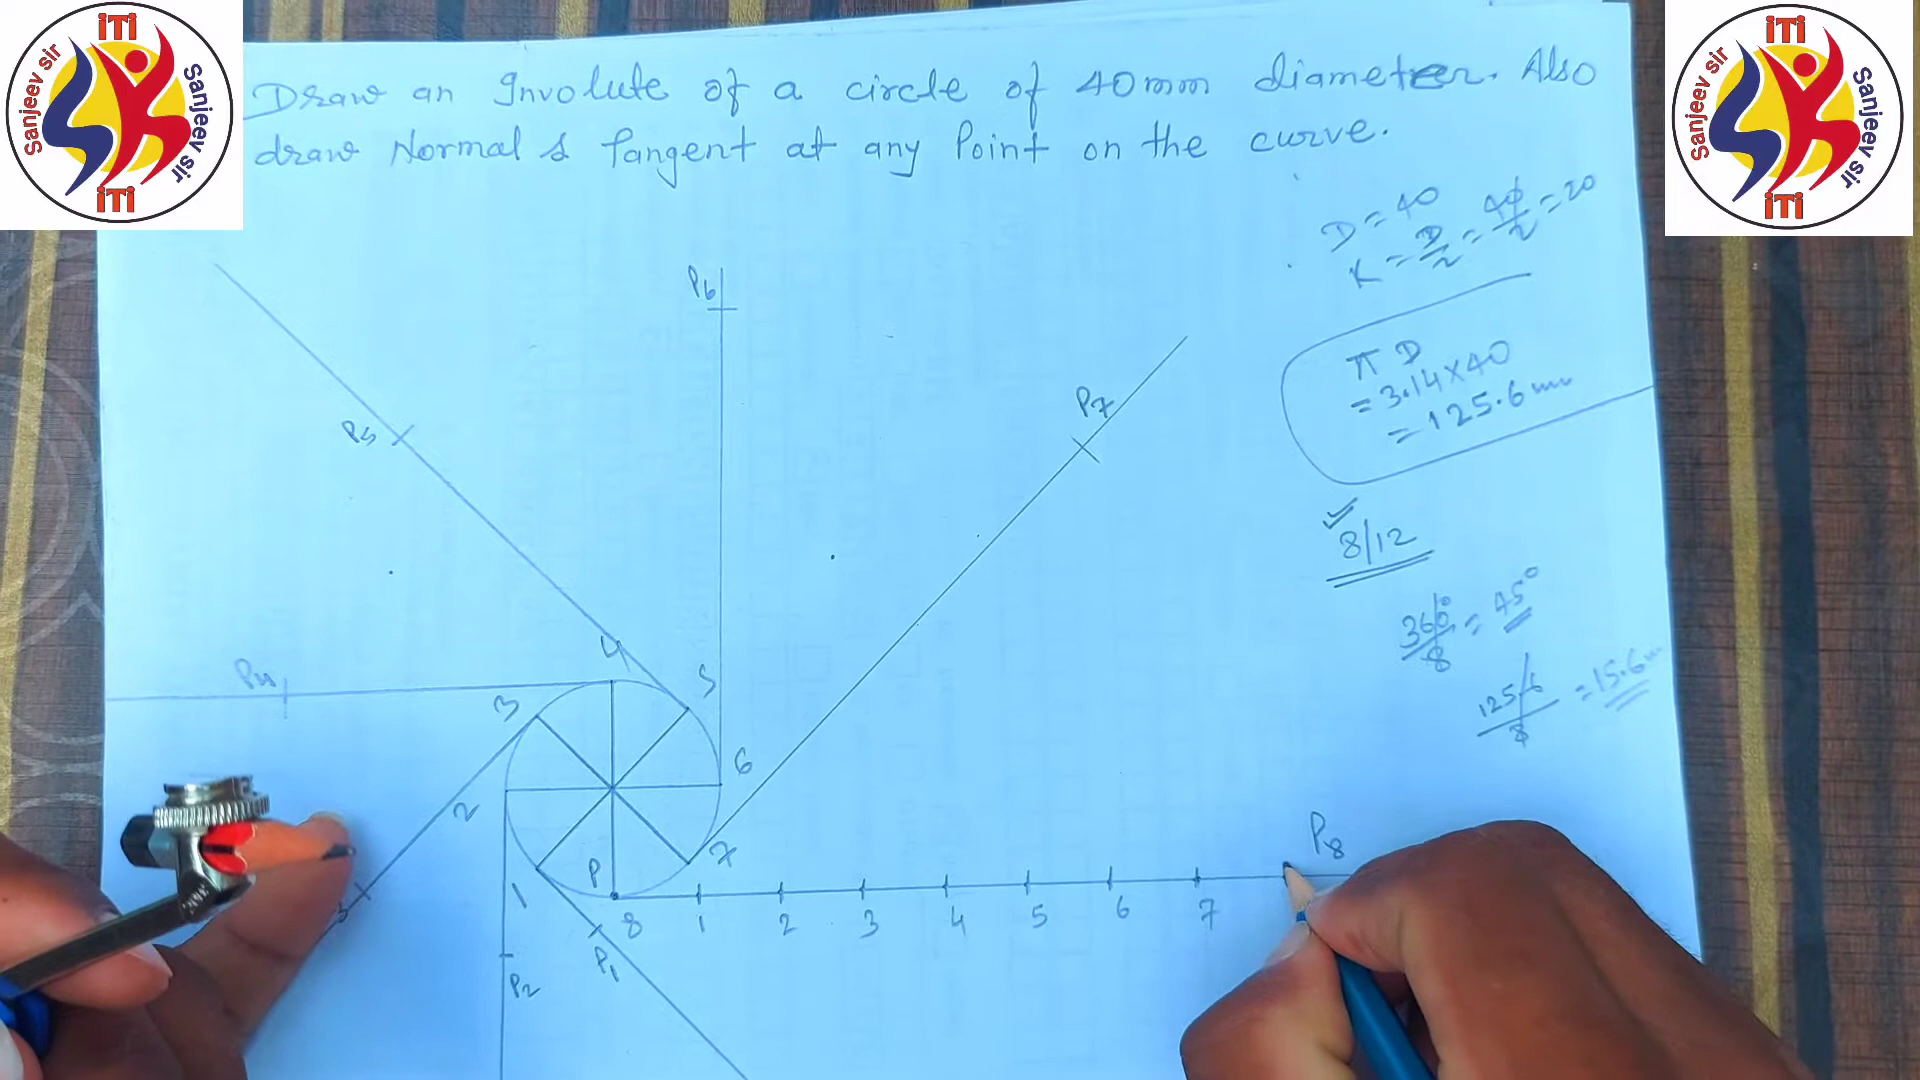 iTi
Sanjeev sir
Sanjeev sir
iTi
iTi
Sanjeev sir
Sanjeev sir
iTi
Draw an Involute of a circle of 40mm diameter. Also
draw Normal & Tangent at any Point on the curve.
D = 40
= D/2 = 40/2 = 20
π D
= 3.14×40
= 125.6 mm
8/12
360°/8 = 45°
125.6/8 = 15.6
P6
P7
P5
P4
4
5
3
6
2
7
P
1
8 1 2 3 4 5 6 7
P8
P1
P2
3